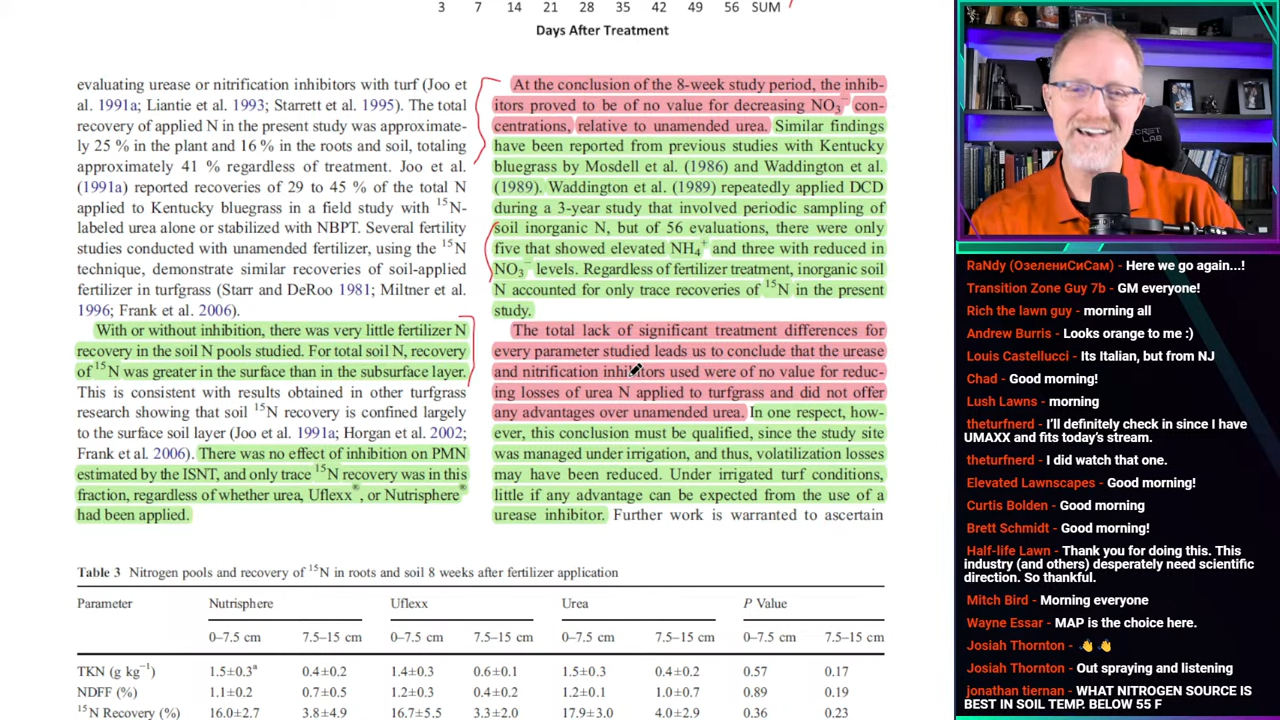 3 7 14 21 28 35 42 49 56 SUM
Days After Treatment
evaluating urease or nitrification inhibitors with turf (Joo et
al. 1991a; Liantie et al. 1993; Starrett et al. 1995). The total
recovery of applied N in the present study was approximate-
ly 25 % in the plant and 16 % in the roots and soil, totaling
approximately 41 % regardless of treatment. Joo et al.
(1991a) reported recoveries of 29 to 45 % of the total N
applied to Kentucky bluegrass in a field study with ¹⁵N-
labeled urea alone or stabilized with NBPT. Several fertility
studies conducted with unamended fertilizer, using the ¹⁵N
technique, demonstrate similar recoveries of soil-applied
fertilizer in turfgrass (Starr and DeRoo 1981; Miltner et al.
1996; Frank et al. 2006).
With or without inhibition, there was very little fertilizer N
recovery in the soil N pools studied. For total soil N, recovery
of ¹⁵N was greater in the surface than in the subsurface layer.
This is consistent with results obtained in other turfgrass
research showing that soil ¹⁵N recovery is confined largely
to the surface soil layer (Joo et al. 1991a; Horgan et al. 2002;
Frank et al. 2006). There was no effect of inhibition on PMN
estimated by the ISNT, and only trace ¹⁵N recovery was in this
fraction, regardless of whether urea, Uflexx®, or Nutrisphere®
had been applied.
At the conclusion of the 8-week study period, the inhib-
itors proved to be of no value for decreasing NO₃⁻ con-
centrations, relative to unamended urea. Similar findings
have been reported from previous studies with Kentucky
bluegrass by Mosdell et al. (1986) and Waddington et al.
(1989). Waddington et al. (1989) repeatedly applied DCD
during a 3-year study that involved periodic sampling of
soil inorganic N, but of 56 evaluations, there were only
five that showed elevated NH₄⁺ and three with reduced in
NO₃⁻ levels. Regardless of fertilizer treatment, inorganic soil
N accounted for only trace recoveries of ¹⁵N in the present
study.
The total lack of significant treatment differences for
every parameter studied leads us to conclude that the urease
and nitrification inhibitors used were of no value for reduc-
ing losses of urea N applied to turfgrass and did not offer
any advantages over unamended urea. In one respect, how-
ever, this conclusion must be qualified, since the study site
was managed under irrigation, and thus, volatilization losses
may have been reduced. Under irrigated turf conditions,
little if any advantage can be expected from the use of a
urease inhibitor. Further work is warranted to ascertain
Table 3 Nitrogen pools and recovery of ¹⁵N in roots and soil 8 weeks after fertilizer application
Parameter Nutrisphere Uflexx Urea P Value
0–7.5 cm 7.5–15 cm 0–7.5 cm 7.5–15 cm 0–7.5 cm 7.5–15 cm 0–7.5 cm 7.5–15 cm
TKN (g kg⁻¹) 1.5±0.3ᵃ 0.4±0.2 1.4±0.3 0.6±0.1 1.5±0.3 0.4±0.2 0.57 0.17
NDFF (%) 1.1±0.2 0.7±0.5 1.2±0.3 0.4±0.2 1.2±0.1 1.0±0.7 0.89 0.19
¹⁵N Recovery (%) 16.0±2.7 3.8±4.9 16.7±5.5 3.3±2.0 17.9±3.0 4.0±2.9 0.36 0.23
RaNdy (ОзелениСиСам) - Here we go again...!
Transition Zone Guy 7b - GM everyone!
Rich the lawn guy - morning all
Andrew Burris - Looks orange to me :)
Louis Castellucci - Its Italian, but from NJ
Chad - Good morning!
Lush Lawns - morning
theturfnerd - I'll definitely check in since I have
UMAXX and fits today's stream.
theturfnerd - I did watch that one.
Elevated Lawnscapes - Good morning!
Curtis Bolden - Good morning
Brett Schmidt - Good morning!
Half-life Lawn - Thank you for doing this. This
industry (and others) desperately need scientific
direction. So thankful.
Mitch Bird - Morning everyone
Wayne Essar - MAP is the choice here.
Josiah Thornton - 👏 👏
Josiah Thornton - Out spraying and listening
jonathan tiernan - WHAT NITROGEN SOURCE IS
BEST IN SOIL TEMP. BELOW 55 F